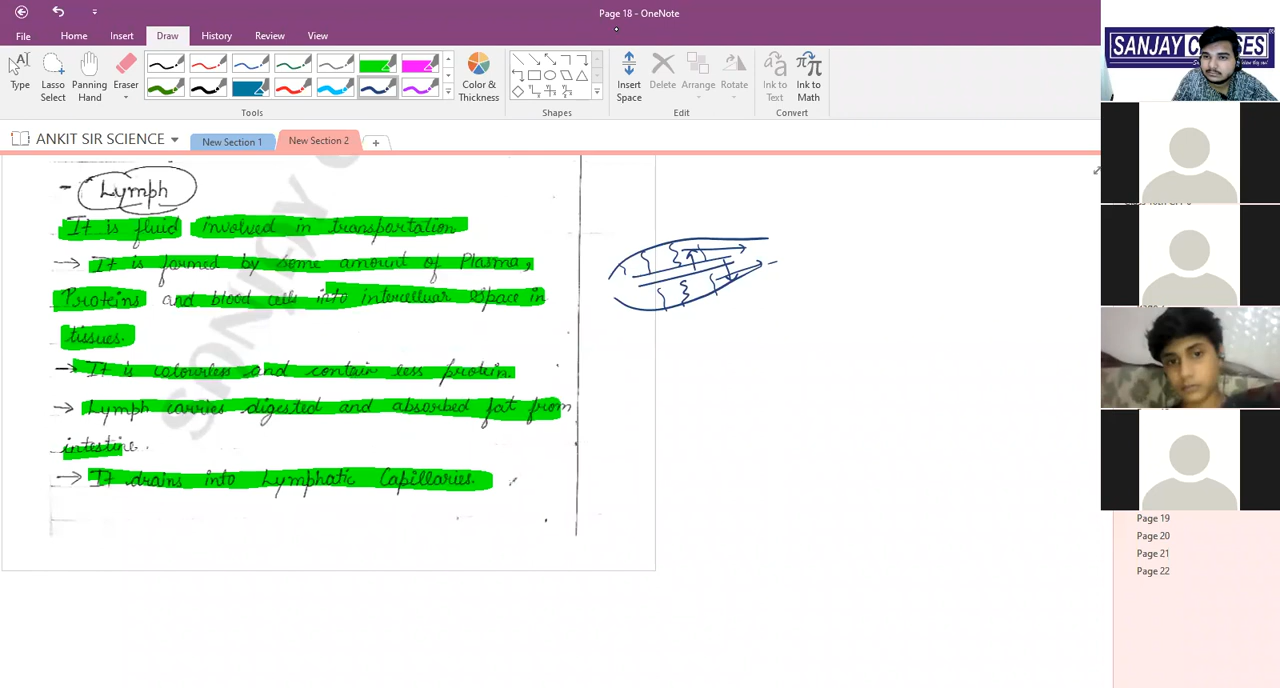 Page 18 - OneNote
File Home Insert Draw History Review View
Type Lasso Select Panning Hand Eraser
Color & Thickness
Insert Space Delete Arrange Rotate Ink to Text Ink to Math
Tools Shapes Edit Convert
ANKIT SIR SCIENCE New Section 1 New Section 2
SANJAY C SSES
- Lymph
It is fluid involved in transportation
→ It is formed by some amount of Plasma,
Proteins and blood cells into intercelluar Space in
tissues.
→ It is colourless and contain less protein.
→ Lymph carries digested and absorbed fat from
intestine.
→ It drains into Lymphatic Capillaries.
Page 19
Page 20
Page 21
Page 22